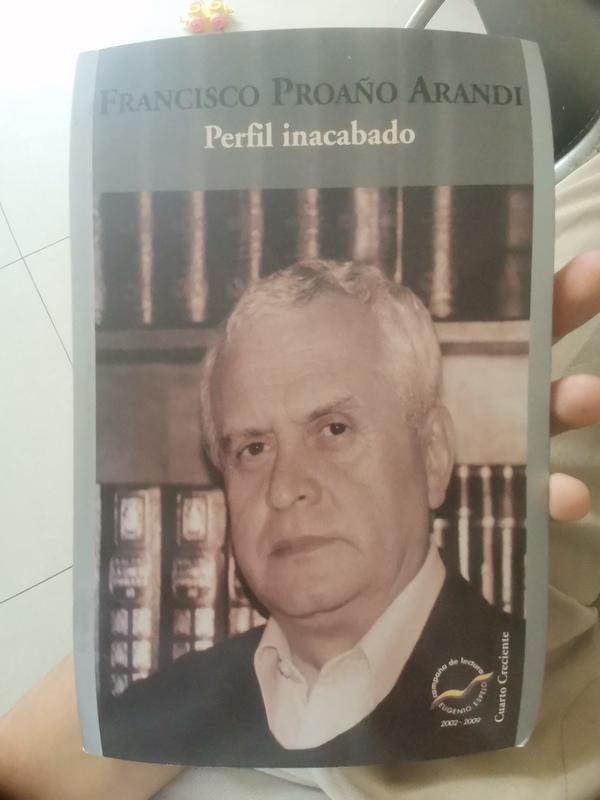 FRANCISCO PROAÑO ARANDI
Perfil inacabado
campaña de lectura
EUGENIO ESPEJO
2002 - 2009
Cuarto Creciente